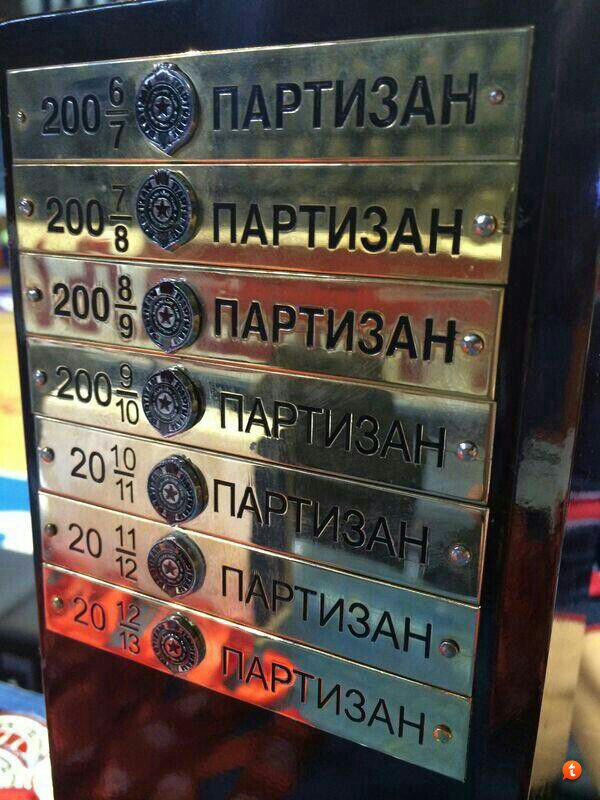 200 6/7 ПАРТИЗАН
200 7/8 ПАРТИЗАН
200 8/9 ПАРТИЗАН
200 9/10 ПАРТИЗАН
20 10/11 ПАРТИЗАН
20 11/12 ПАРТИЗАН
20 12/13 ПАРТИЗАН
t